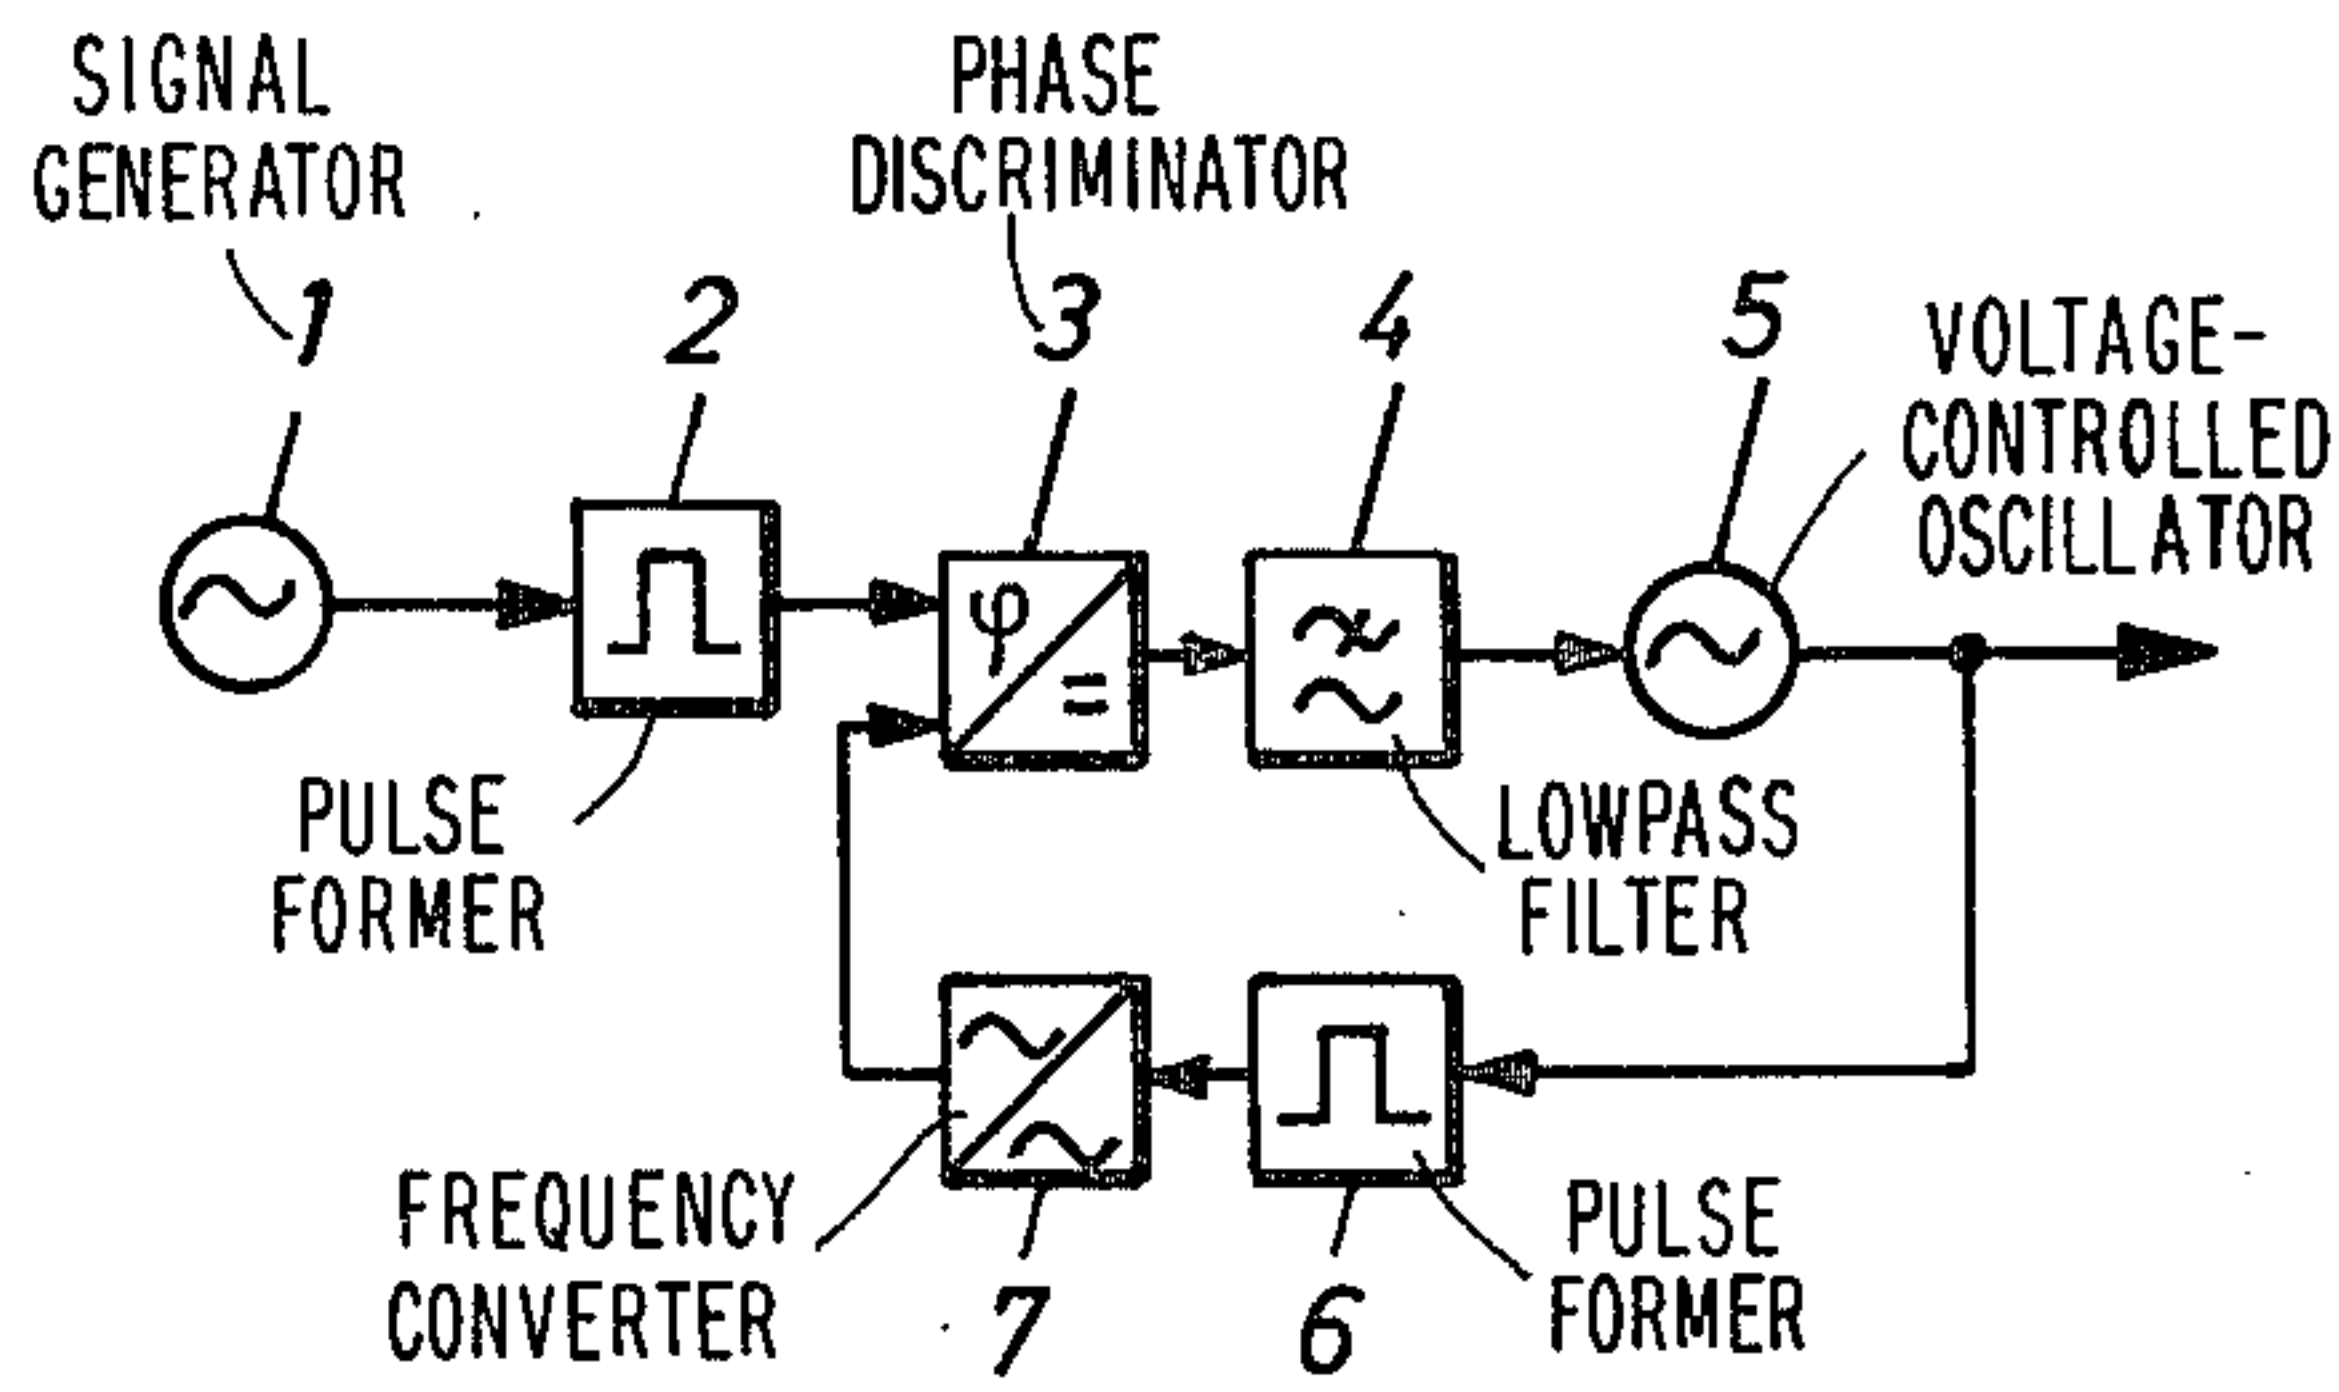 SIGNAL
GENERATOR
PHASE
DISCRIMINATOR
1
2
3
4
5
VOLTAGE-
CONTROLLED
OSCILLATOR
φ
=
PULSE
FORMER
LOWPASS
FILTER
FREQUENCY
CONVERTER
7
6
PULSE
FORMER